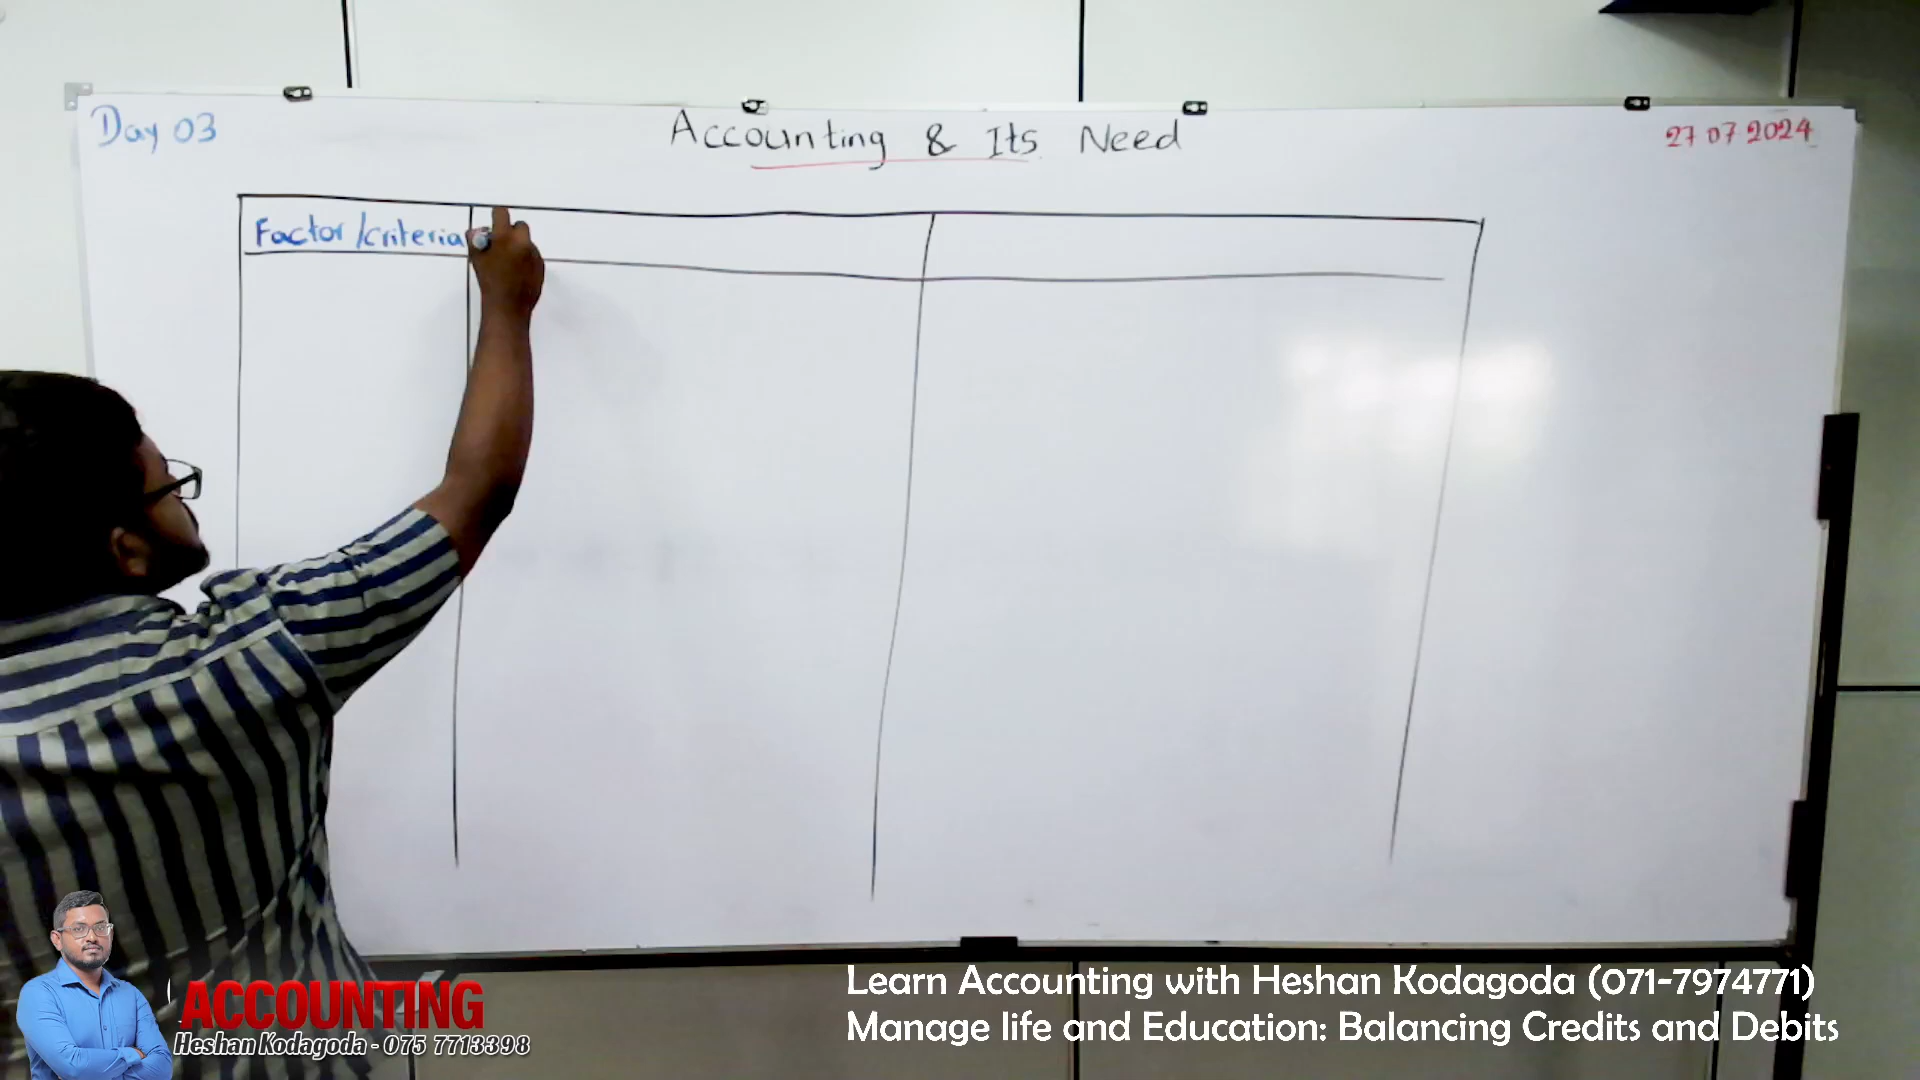 Day 03
Accounting & Its Need
27 07 2024
Factor /criteria
ACCOUNTING
Heshan Kodagoda - 075 7713398
Learn Accounting with Heshan Kodagoda (071-7974771)
Manage life and Education: Balancing Credits and Debits